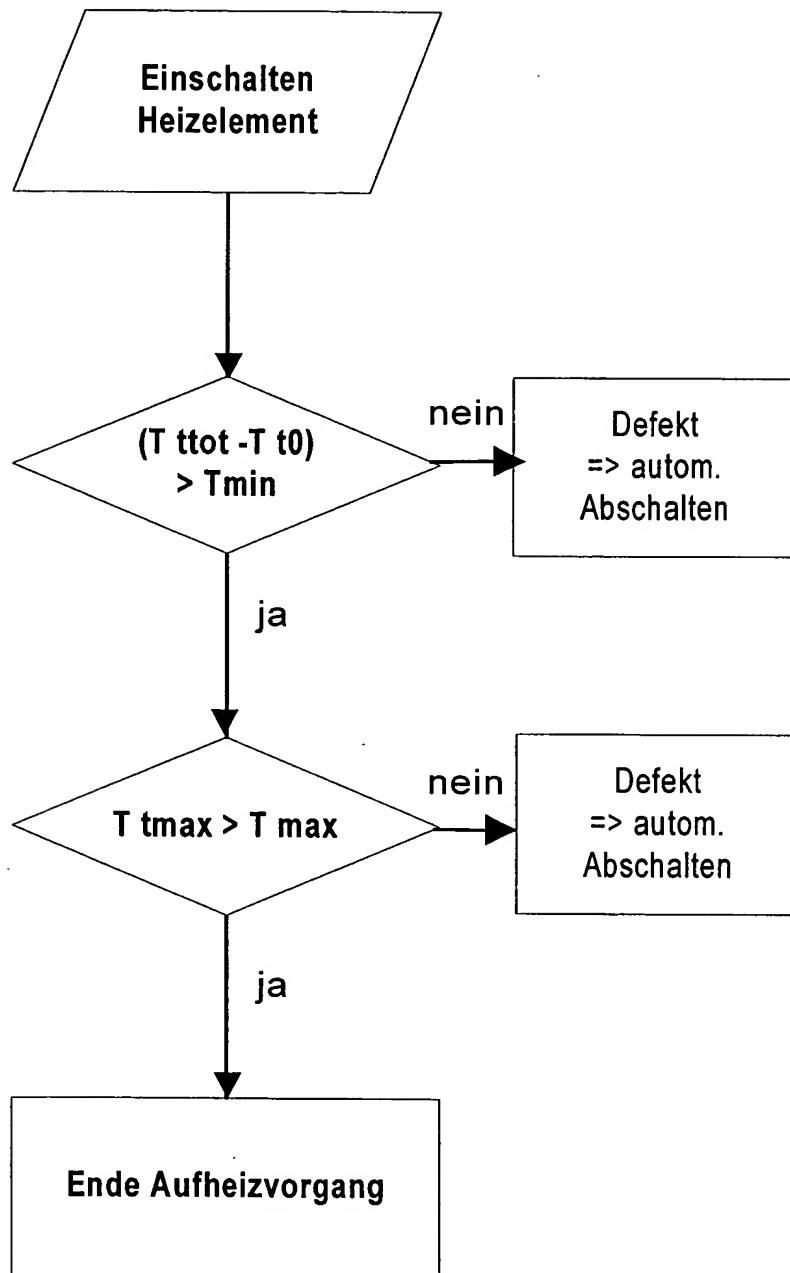 Einschalten
Heizelement
(T ttot -T t0)
> Tmin
nein
Defekt
=> autom.
Abschalten
ja
T tmax > T max
nein
Defekt
=> autom.
Abschalten
ja
Ende Aufheizvorgang